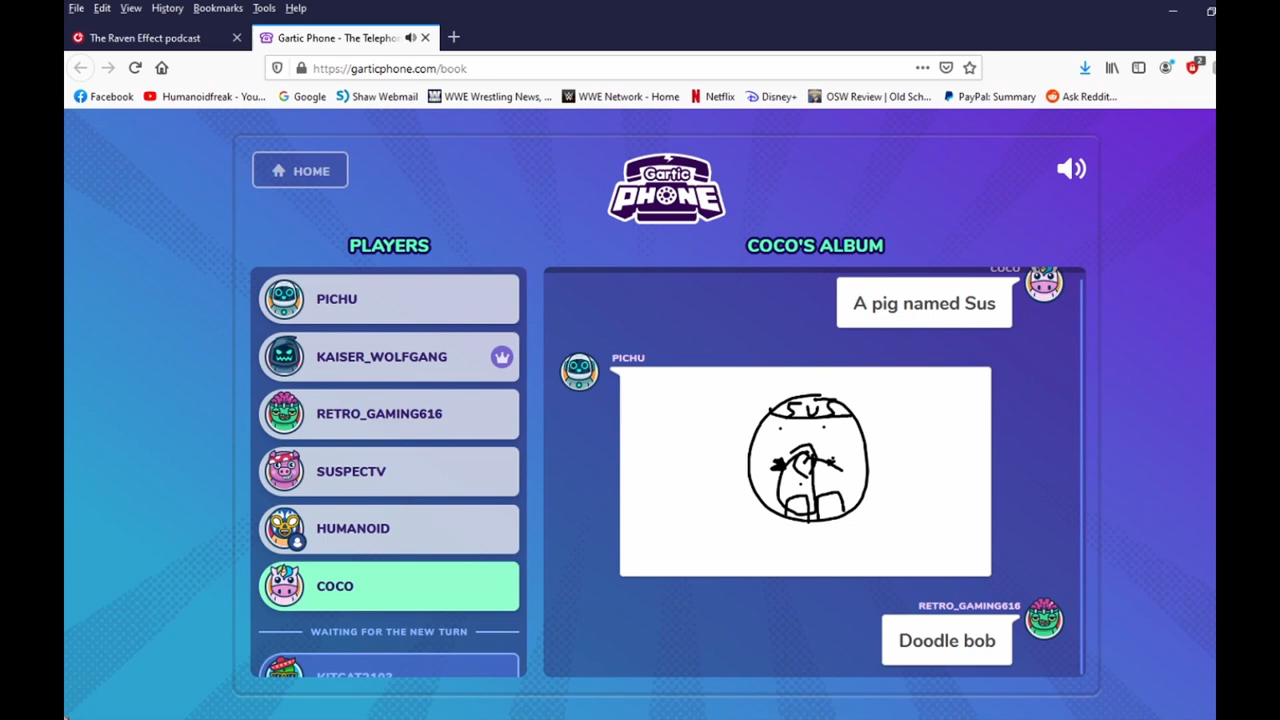 File Edit View History Bookmarks Tools Help
The Raven Effect podcast
Gartic Phone - The Telepho
https://garticphone.com/book
2
Facebook Humanoidfreak - You... Google Shaw Webmail WWE Wrestling News, ... WWE Network - Home Netflix Disney+ OSW Review | Old Sch... PayPal: Summary Ask Reddit...
HOME
Gartic
PHONE
PLAYERS
PICHU
KAISER_WOLFGANG
RETRO_GAMING616
SUSPECTV
HUMANOID
COCO
WAITING FOR THE NEW TURN
KITCAT2103
COCO'S ALBUM
COCO
A pig named Sus
PICHU
SUS
RETRO_GAMING616
Doodle bob